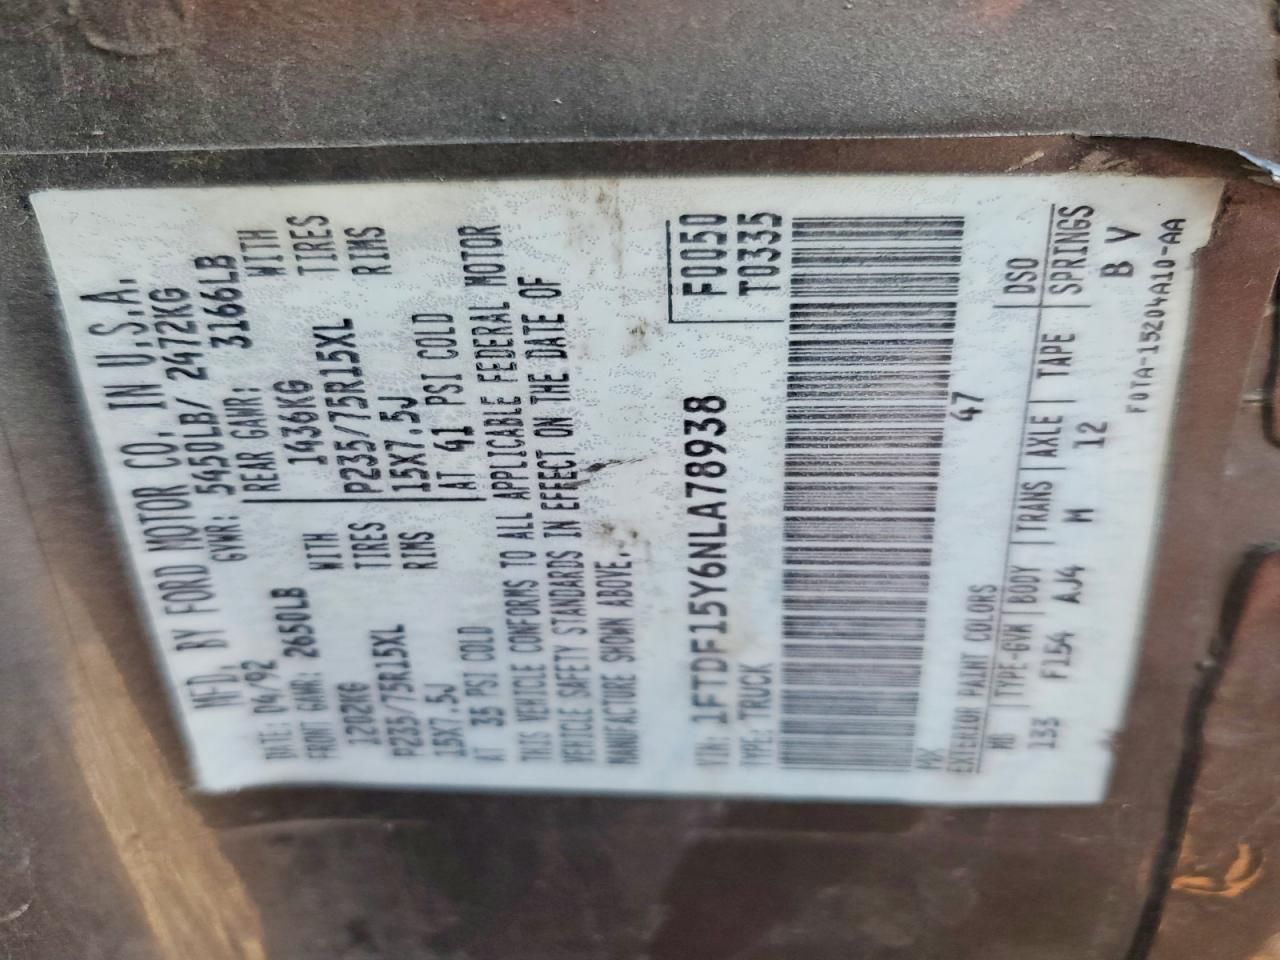 MFD. BY FORD MOTOR CO. IN U.S.A.
DATE: 04/92 GVWR: 5450LB/ 2472KG
FRONT GAWR: 2650LB REAR GAWR: 3166LB
1202KG WITH 1436KG WITH
P235/75R15XL TIRES P235/75R15XL TIRES
15X7.5J RIMS 15X7.5J RIMS
AT 35 PSI COLD AT 41 PSI COLD
THIS VEHICLE CONFORMS TO ALL APPLICABLE FEDERAL MOTOR
VEHICLE SAFETY STANDARDS IN EFFECT ON THE DATE OF
MANUFACTURE SHOWN ABOVE.
VIN: 1FTDF15Y6NLA78938 F0050
TYPE: TRUCK T0335
47
EXTERIOR PAINT COLORS DSO
WB TYPE-GVW BODY TRANS AXLE TAPE SPRINGS
133 F154 AJ4 M 12 B V
F0TA-15204A10-AA